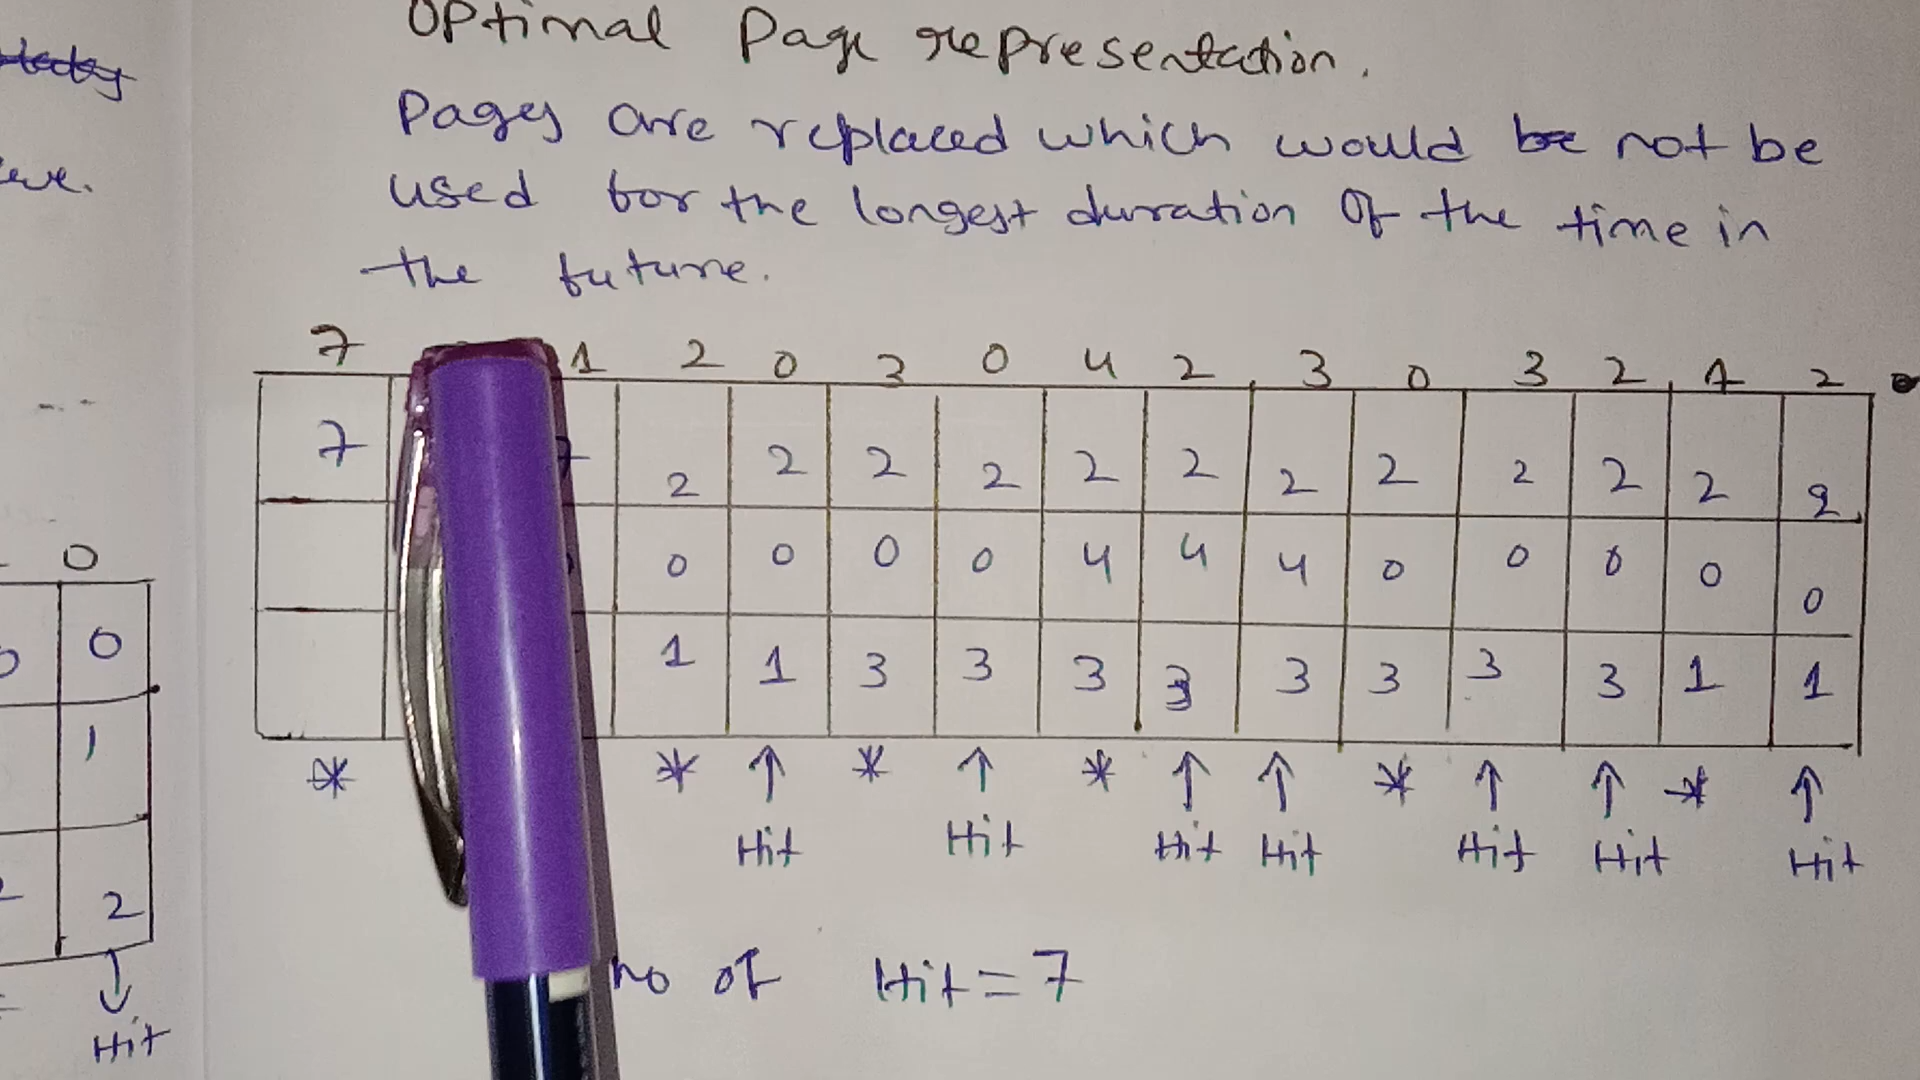 Optimal Page representation.
Pages are replaced which would be not be
used for the longest duration of the time in
the future.
7 1 2 0 3 0 4 2 3 0 3 2 1 2
7 7 2 2 2 2 2 2 2 2 2 2 2 2
0 0 0 0 4 4 4 0 0 0 0 0
1 1 3 3 3 3 3 3 3 3 1 1
* * ↑ * ↑ * ↑ ↑ * ↑ ↑ * ↑
Hit Hit Hit Hit Hit Hit Hit
no of Hit = 7
0
0
1
2
Hit